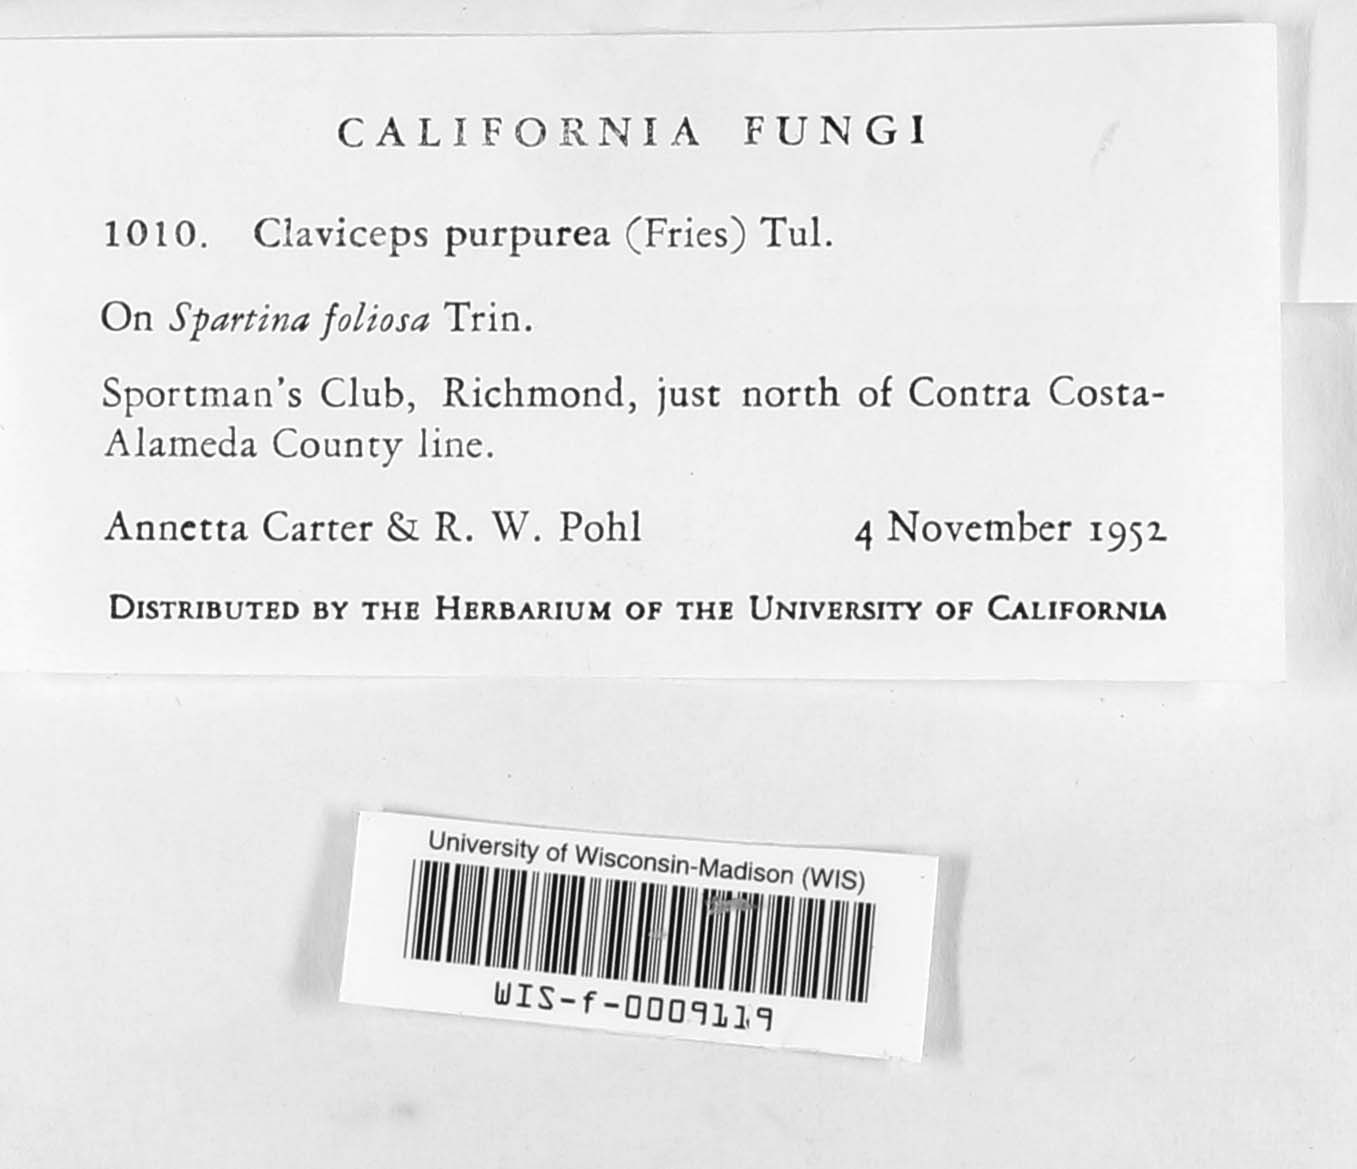 CALIFORNIA FUNGI
1010. Claviceps purpurea (Fries) Tul.
On Spartina foliosa Trin.
Sportman's Club, Richmond, just north of Contra Costa-
Alameda County line.
Annetta Carter & R. W. Pohl 4 November 1952
DISTRIBUTED BY THE HERBARIUM OF THE UNIVERSITY OF CALIFORNIA
University of Wisconsin-Madison (WIS)
WIS-f-0009119